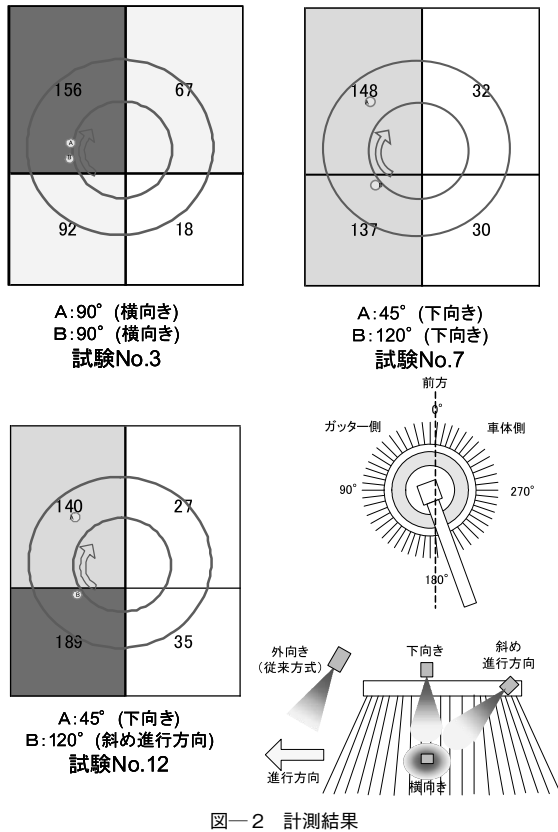 156
67
A
B
92
18
A:90°(横向き)
B:90°(横向き)
試験No.3
148
32
A
B
137
30
A:45°(下向き)
B:120°(下向き)
試験No.7
前方
0°
ガッター側
車体側
90°
270°
180°
140
27
A
B
189
35
A:45°(下向き)
B:120°(斜め進行方向)
試験No.12
外向き
(従来方式)
下向き
斜め
進行方向
進行方向
横向き
図―2 計測結果